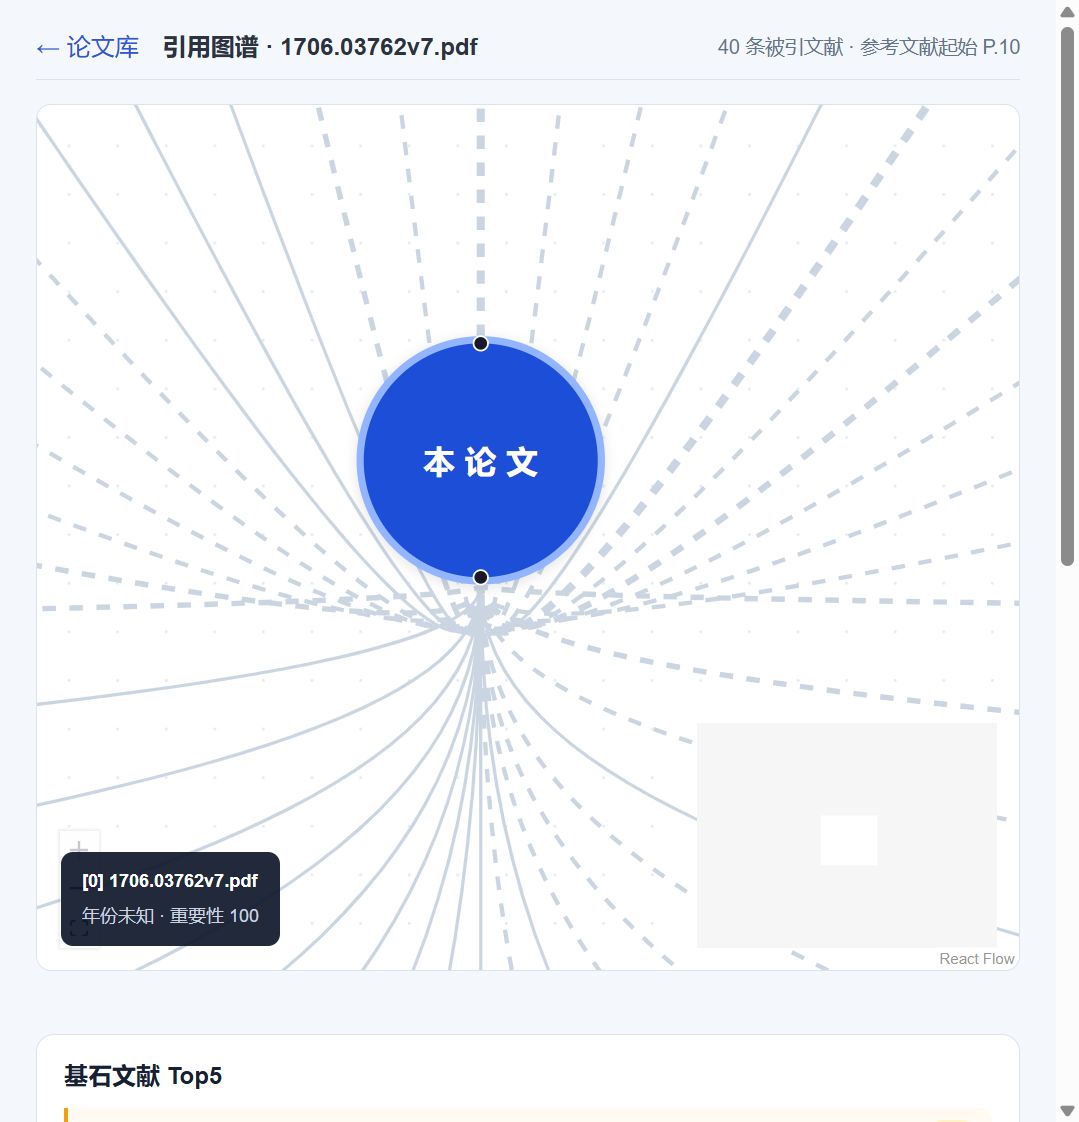 ← 论文库 引用图谱 · 1706.03762v7.pdf 40 条被引文献 · 参考文献起始 P.10
本论文
[0] 1706.03762v7.pdf
年份未知 · 重要性 100
React Flow
基石文献 Top5